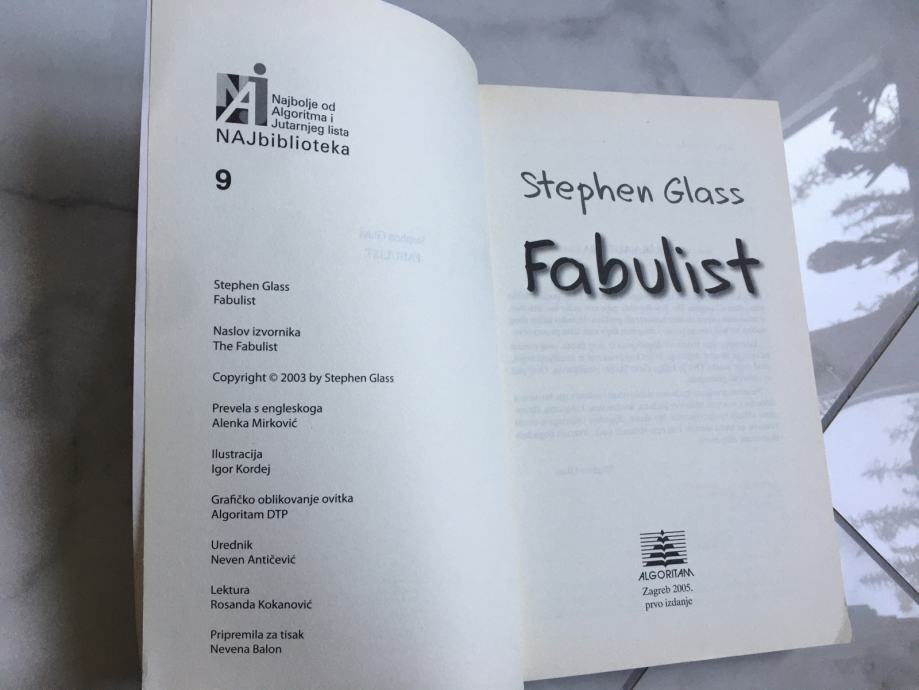 Najbolje od
Algoritma i
Jutarnjeg lista
NAJbiblioteka
9
Stephen Glass
Fabulist
Naslov izvornika
The Fabulist
Copyright © 2003 by Stephen Glass
Prevela s engleskoga
Alenka Mirković
Ilustracija
Igor Kordej
Grafičko oblikovanje ovitka
Algoritam DTP
Urednik
Neven Antičević
Lektura
Rosanda Kokanović
Pripremila za tisak
Nevena Balon
Stephen Glass
Fabulist
ALGORITAM
Zagreb 2005.
prvo izdanje